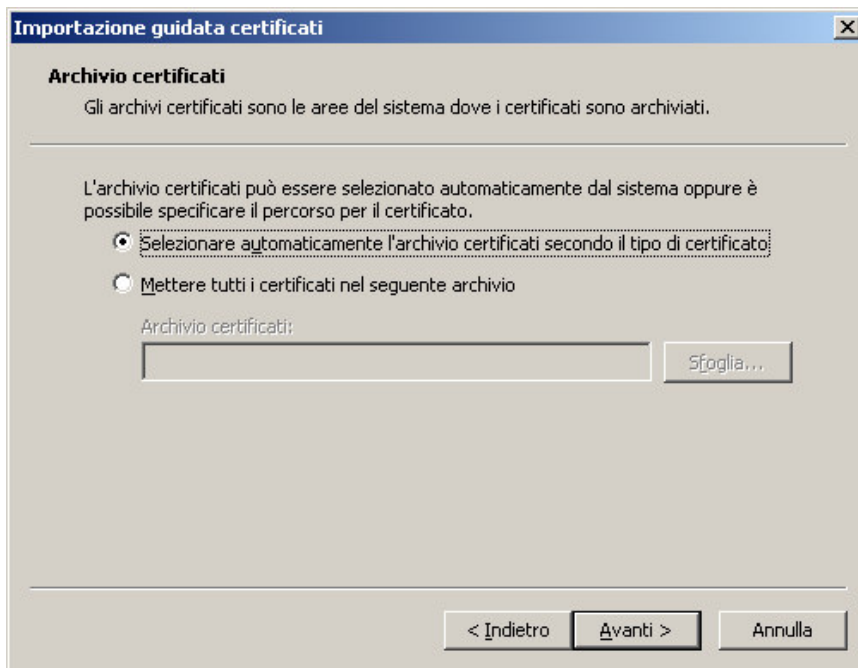 Importazione guidata certificati
Archivio certificati
Gli archivi certificati sono le aree del sistema dove i certificati sono archiviati.
L'archivio certificati può essere selezionato automaticamente dal sistema oppure è
possibile specificare il percorso per il certificato.
Selezionare automaticamente l'archivio certificati secondo il tipo di certificato
Mettere tutti i certificati nel seguente archivio
Archivio certificati:
Sfoglia...
< Indietro
Avanti >
Annulla